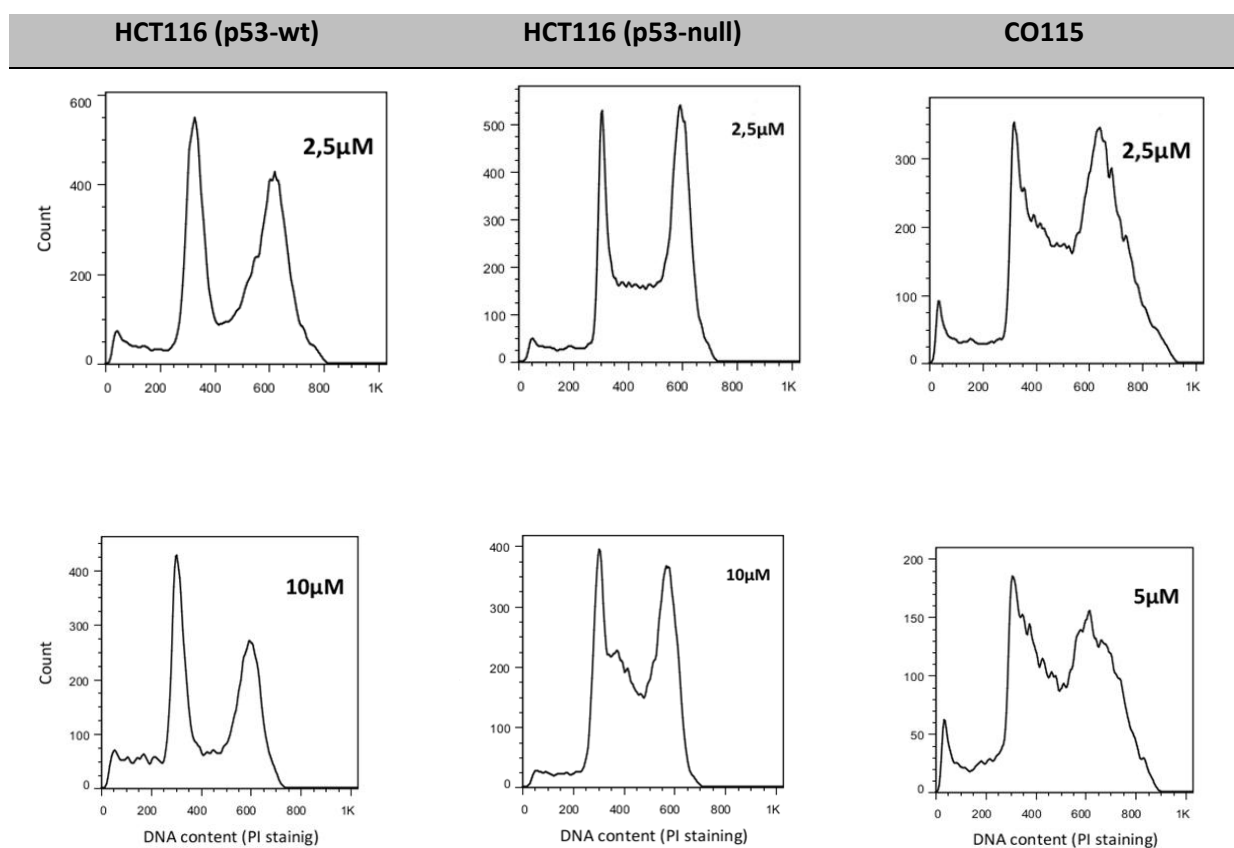 HCT116 (p53-wt) HCT116 (p53-null) CO115
600
400
200
0
Count
2,5µM
0 200 400 600 800 1K
500
400
300
200
100
0
2,5µM
0 200 400 600 800 1K
300
200
100
0
2,5µM
0 200 400 600 800 1K
400
300
200
100
0
Count
10µM
0 200 400 600 800 1K
DNA content (PI stainig)
400
300
200
100
0
10µM
0 200 400 600 800 1K
DNA content (PI staining)
200
150
100
50
0
5µM
0 200 400 600 800 1K
DNA content (PI staining)